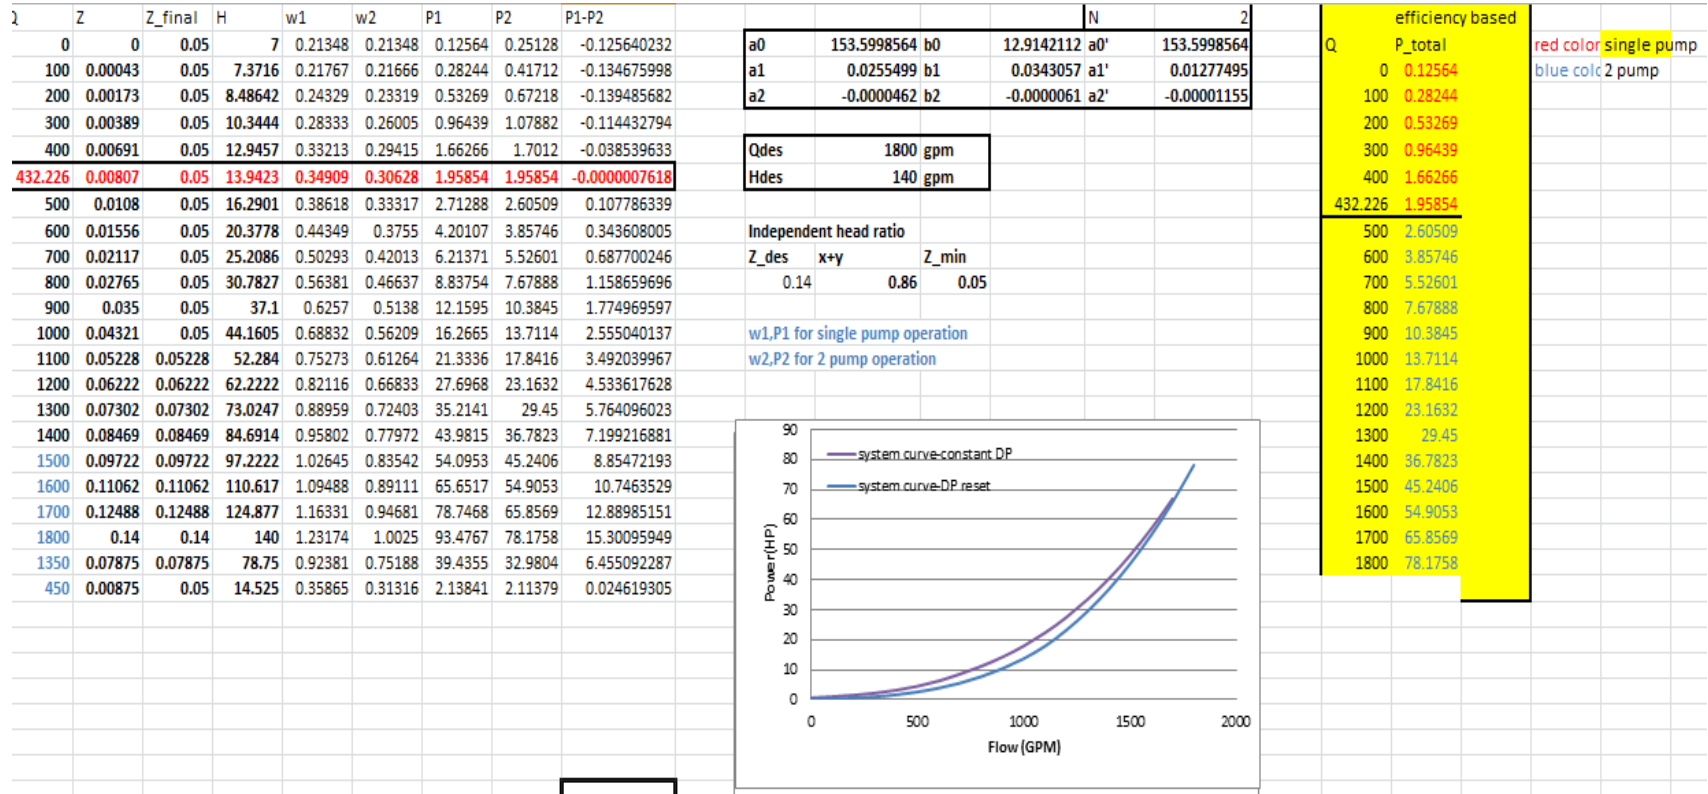 Q Z Z_final H w1 w2 P1 P2 P1-P2 N 2 efficiency based
0 0 0.05 7 0.21348 0.21348 0.12564 0.25128 -0.125640232 a0 153.5998564 b0 12.9142112 a0' 153.5998564 Q P_total red color single pump
100 0.00043 0.05 7.3716 0.21767 0.21666 0.28244 0.41712 -0.134675998 a1 0.0255499 b1 0.0343057 a1' 0.01277495 0 0.12564 blue colc 2 pump
200 0.00173 0.05 8.48642 0.24329 0.23319 0.53269 0.67218 -0.139485682 a2 -0.0000462 b2 -0.0000061 a2' -0.00001155 100 0.28244
300 0.00389 0.05 10.3444 0.28333 0.26005 0.96439 1.07882 -0.114432794 200 0.53269
400 0.00691 0.05 12.9457 0.33213 0.29415 1.66266 1.7012 -0.038539633 Qdes 1800 gpm 300 0.96439
432.226 0.00807 0.05 13.9423 0.34909 0.30628 1.95854 1.95854 -0.0000007618 Hdes 140 gpm 400 1.66266
500 0.0108 0.05 16.2901 0.38618 0.33317 2.71288 2.60509 0.107786339 432.226 1.95854
600 0.01556 0.05 20.3778 0.44349 0.3755 4.20107 3.85746 0.343608005 Independent head ratio 500 2.60509
700 0.02117 0.05 25.2086 0.50293 0.42013 6.21371 5.52601 0.687700246 Z_des x+y Z_min 600 3.85746
800 0.02765 0.05 30.7827 0.56381 0.46637 8.83754 7.67888 1.158659696 0.14 0.86 0.05 700 5.52601
900 0.035 0.05 37.1 0.6257 0.5138 12.1595 10.3845 1.774969597 800 7.67888
1000 0.04321 0.05 44.1605 0.68832 0.56209 16.2665 13.7114 2.555040137 w1,P1 for single pump operation 900 10.3845
1100 0.05228 0.05228 52.284 0.75273 0.61264 21.3336 17.8416 3.492039967 w2,P2 for 2 pump operation 1000 13.7114
1200 0.06222 0.06222 62.2222 0.82116 0.66833 27.6968 23.1632 4.533617628 1100 17.8416
1300 0.07302 0.07302 73.0247 0.88959 0.72403 35.2141 29.45 5.764096023 1200 23.1632
1400 0.08469 0.08469 84.6914 0.95802 0.77972 43.9815 36.7823 7.199216881 1300 29.45
1500 0.09722 0.09722 97.2222 1.02645 0.83542 54.0953 45.2406 8.85472193 1400 36.7823
1600 0.11062 0.11062 110.617 1.09488 0.89111 65.6517 54.9053 10.7463529 1500 45.2406
1700 0.12488 0.12488 124.877 1.16331 0.94681 78.7468 65.8569 12.88985151 1600 54.9053
1800 0.14 0.14 140 1.23174 1.0025 93.4767 78.1758 15.30095949 1700 65.8569
1350 0.07875 0.07875 78.75 0.92381 0.75188 39.4355 32.9804 6.455092287 1800 78.1758
450 0.00875 0.05 14.525 0.35865 0.31316 2.13841 2.11379 0.024619305
90
80
70
60
50
40
30
20
10
0
system curve-constant DP
system curve-DP reset
Power(HP)
0 500 1000 1500 2000
Flow (GPM)